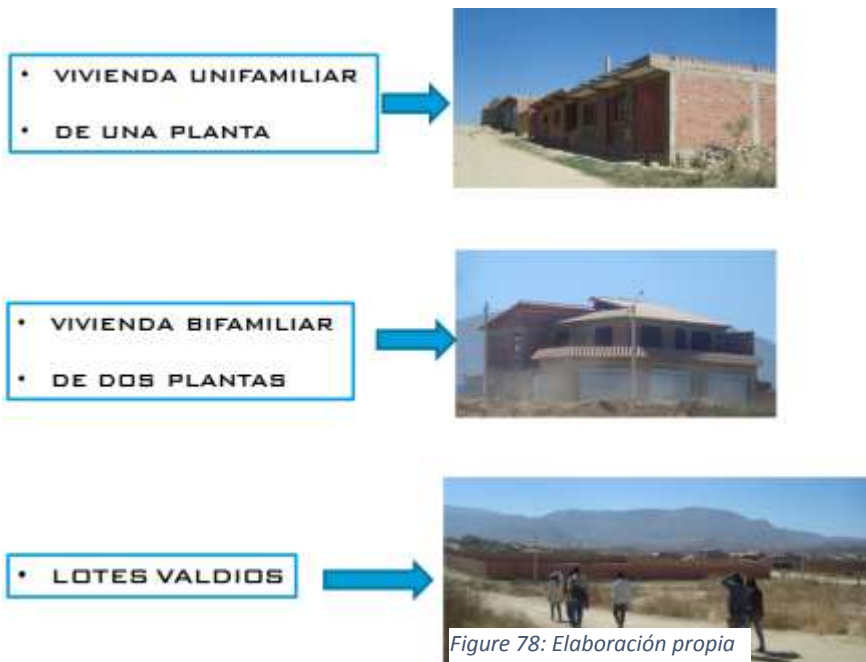 • VIVIENDA UNIFAMILIAR
• DE UNA PLANTA
• VIVIENDA BIFAMILIAR
• DE DOS PLANTAS
• LOTES VALDIOS
Figure 78: Elaboración propia